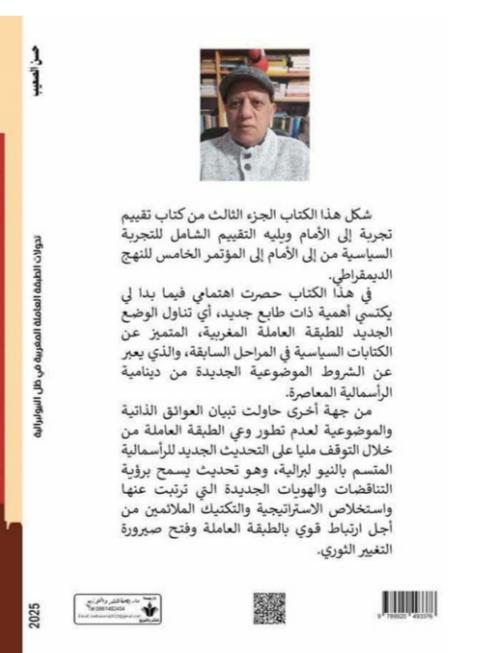 حسن الصعيب
تحولات الطبقة العاملة المغربية في ظل النيوليبرالية
2025
شكل هذا الكتاب الجزء الثالث من كتاب تقييم
تجربة إلى الأمام ويليه التقييم الشامل للتجربة
السياسية من إلى الأمام إلى المؤتمر الخامس للنهج
الديمقراطي.
في هذا الكتاب حصرت اهتمامي فيما بدا لي
يكتسي أهمية ذات طابع جديد، أي تناول الوضع
الجديد للطبقة العاملة المغربية، المتميز عن
الكتابات السياسية في المراحل السابقة، والذي يعبر
عن الشروط الموضوعية الجديدة من دينامية
الرأسمالية المعاصرة.
من جهة أخرى حاولت تبيان العوائق الذاتية
والموضوعية لعدم تطور وعي الطبقة العاملة من
خلال التوقف مليا على التحديث الجديد للرأسمالية
المتسم بالنيو لبرالية، وهو تحديث يسمح برؤية
التناقضات والهويات الجديدة التي ترتبت عنها
واستخلاص الاستراتيجية والتكتيك الملائمين من
أجل ارتباط قوي بالطبقة العاملة وفتح صيرورة
التغيير الثوري.
9 789920 493376